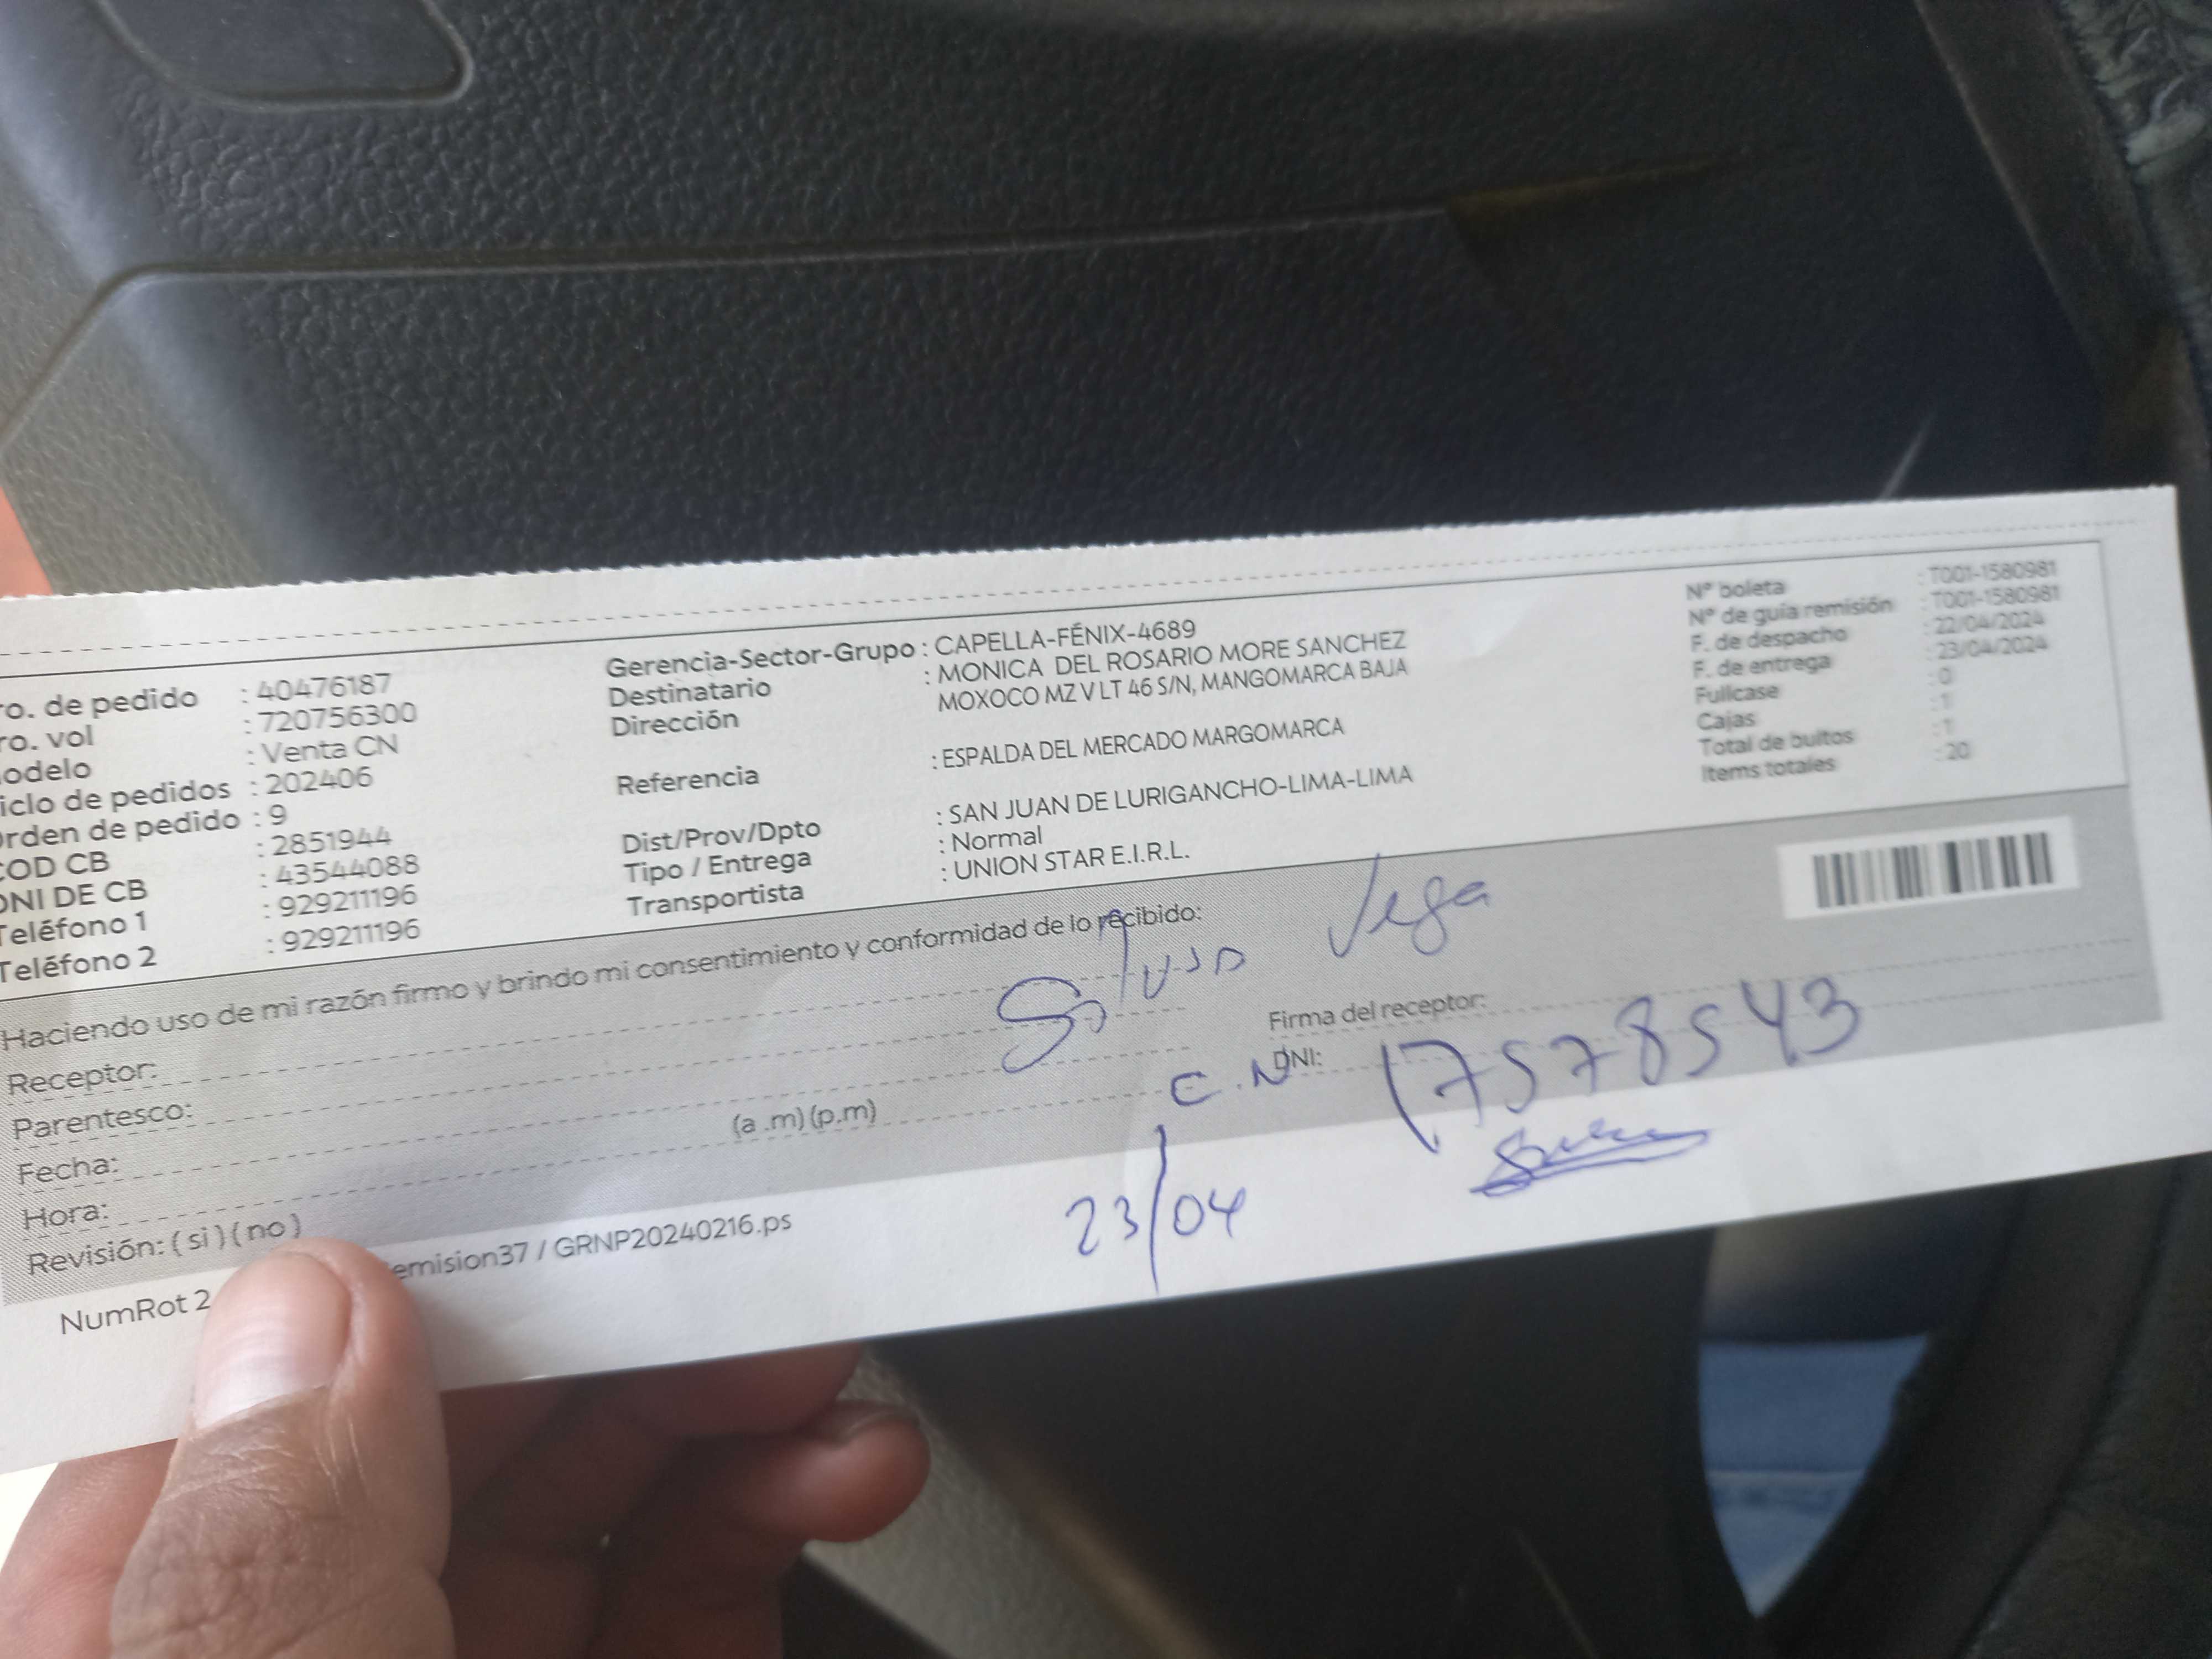 ro. de pedido : 40476187
ro. vol : 720756300
odelo : Venta CN
iclo de pedidos : 202406
Orden de pedido : 9
COD CB : 2851944
DNI DE CB : 43544088
Teléfono 1 : 929211196
Teléfono 2 : 929211196
Gerencia-Sector-Grupo : CAPELLA-FÉNIX-4689
Destinatario : MONICA DEL ROSARIO MORE SANCHEZ
Dirección MOXOCO MZ V LT 46 S/N, MANGOMARCA BAJA
Referencia : ESPALDA DEL MERCADO MARGOMARCA
Dist/Prov/Dpto : SAN JUAN DE LURIGANCHO-LIMA-LIMA
Tipo / Entrega : Normal
Transportista : UNION STAR E.I.R.L.
Nº boleta : T001-1580981
Nº de guía remisión : T001-1580981
F. de despacho : 22/04/2024
F. de entrega : 23/04/2024
Fullcase : 0
Cajas : 1
Total de bultos : 1
Items totales : 20
Haciendo uso de mi razón firmo y brindo mi consentimiento y conformidad de lo recibido:
Receptor:
Vega
Parentesco:
Firma del receptor:
Fecha:
C.N
DNI: 17578543
Hora: (a .m) (p.m)
Revisión: ( si ) ( no )
23/04
NumRot 2 emision37 / GRNP20240216.ps